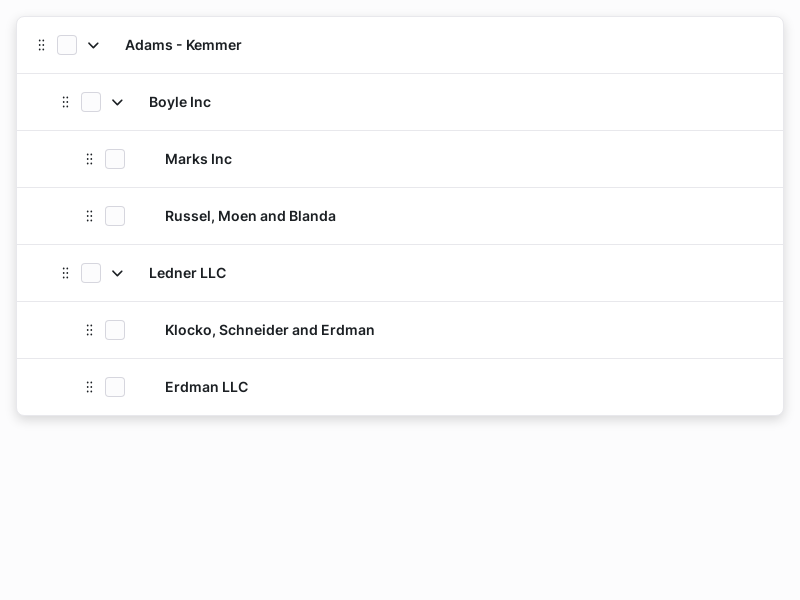 Adams - Kemmer
Boyle Inc
Marks Inc
Russel, Moen and Blanda
Ledner LLC
Klocko, Schneider and Erdman
Erdman LLC